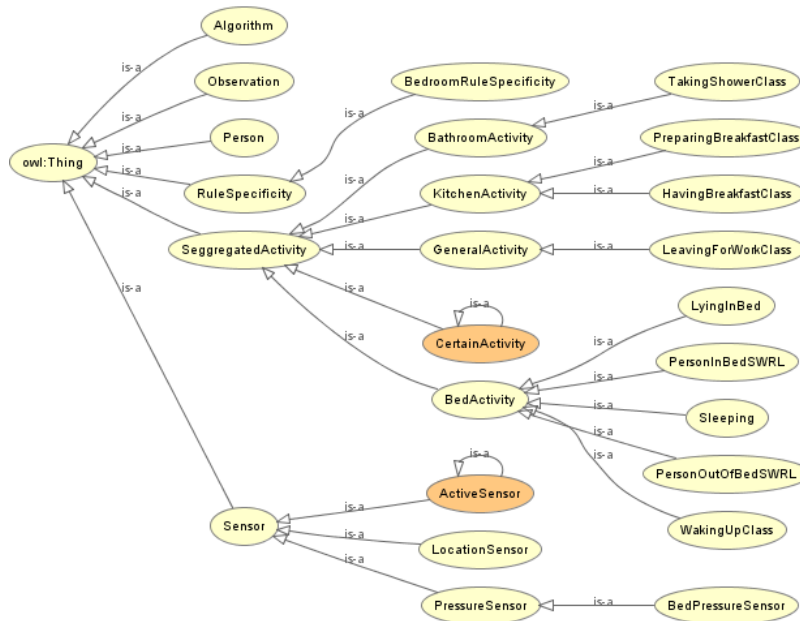 Algorithm
is-a
Observation
BedroomRuleSpecificity
TakingShowerClass
is-a
is-a
is-a
Person
BathroomActivity
PreparingBreakfastClass
is-a
owl:Thing
is-a
is-a
is-a
RuleSpecificity
KitchenActivity
is-a
HavingBreakfastClass
is-a
is-a
SeggregatedActivity
is-a
GeneralActivity
is-a
LeavingForWorkClass
is-a
is-a
is-a
LyingInBed
is-a
CertainActivity
is-a
PersonInBedSWRL
is-a
BedActivity
is-a
Sleeping
is-a
is-a
is-a
PersonOutOfBedSWRL
ActiveSensor
is-a
Sensor
WakingUpClass
is-a
LocationSensor
is-a
PressureSensor
is-a
BedPressureSensor